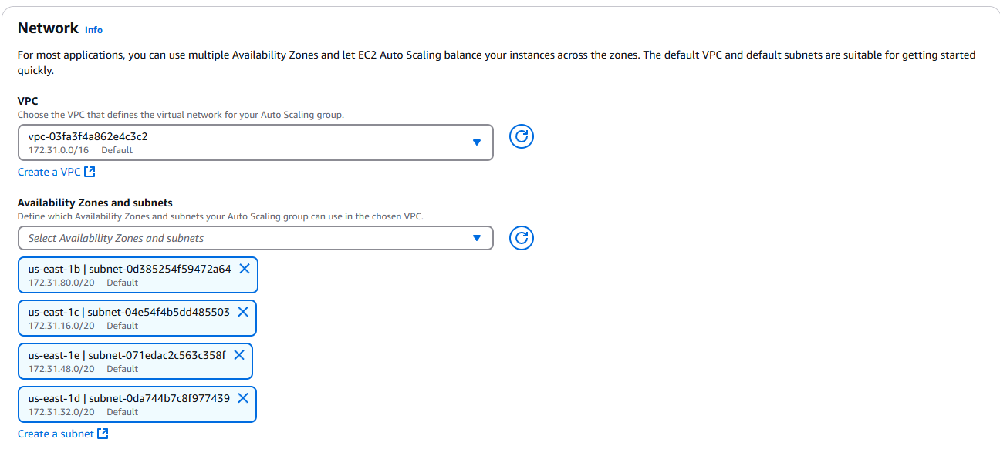 Network Info
For most applications, you can use multiple Availability Zones and let EC2 Auto Scaling balance your instances across the zones. The default VPC and default subnets are suitable for getting started
quickly.
VPC
Choose the VPC that defines the virtual network for your Auto Scaling group.
vpc-03fa3f4a862e4c3c2
172.31.0.0/16 Default
Create a VPC
Availability Zones and subnets
Define which Availability Zones and subnets your Auto Scaling group can use in the chosen VPC.
Select Availability Zones and subnets
us-east-1b | subnet-0d385254f59472a64
172.31.80.0/20 Default
us-east-1c | subnet-04e54f4b5dd485503
172.31.16.0/20 Default
us-east-1e | subnet-071edac2c563c358f
172.31.48.0/20 Default
us-east-1d | subnet-0da744b7c8f977439
172.31.32.0/20 Default
Create a subnet